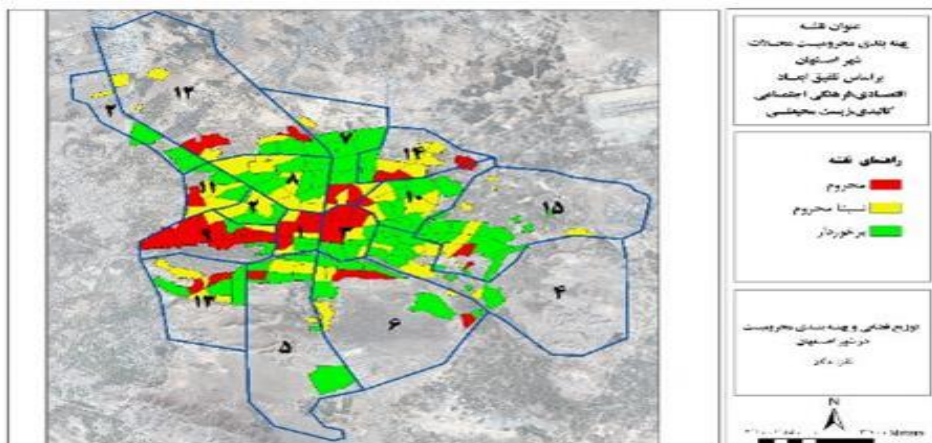 عنوان نقشه
پهنه بندی محرومیت محلات
شهر اصفهان
براساس تلفیق ابعاد
اقتصادی،فرهنگی اجتماعی
کالبدی،زیست محیطی
راهنمای نقشه
محروم
نسبتا محروم
برخوردار
توزیع فضایی و پهنه بندی محرومیت
در شهر اصفهان
N
۱۲
۲
۷
۱۴
۱۱
۸
۲
۱۰
۱۵
۹
۱
۳
۴
۱۳
۶
۵